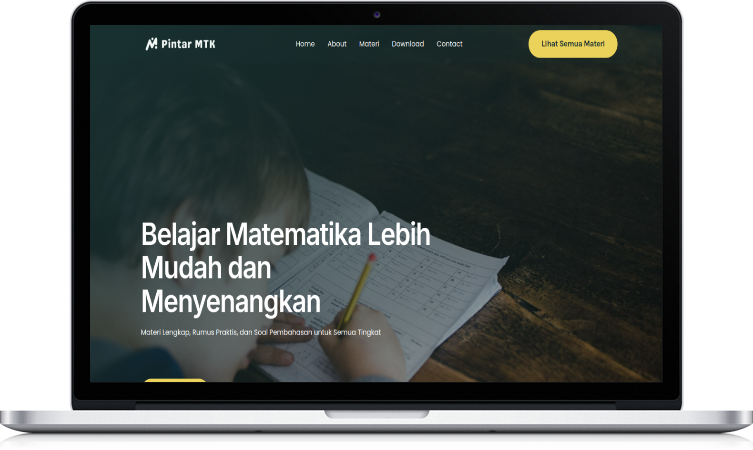 Pintar MTK
Home About Materi Download Contact
Lihat Semua Materi
Belajar Matematika Lebih
Mudah dan
Menyenangkan
Materi Lengkap, Rumus Praktis, dan Soal Pembahasan untuk Semua Tingkat